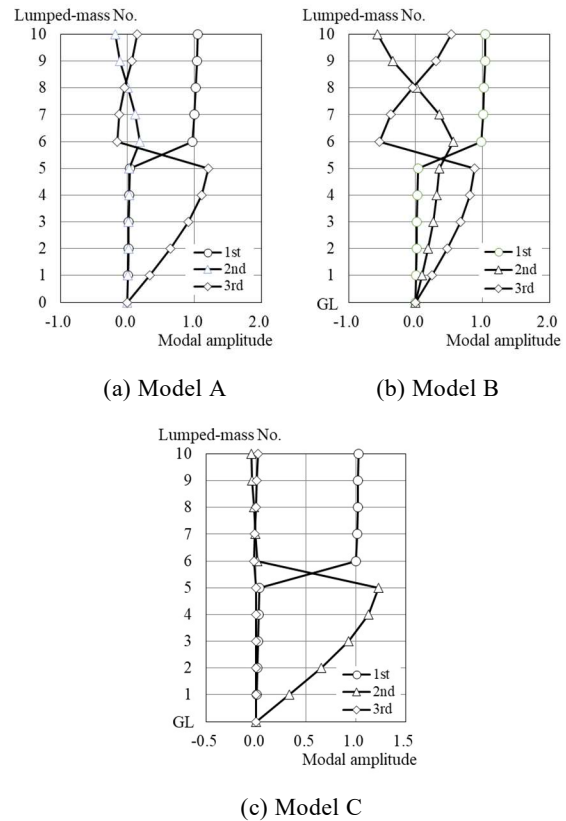 Lumped-mass No.
10
9
8
7
6
5
4
3
2
1
0
1st
2nd
3rd
-1.0 0.0 1.0 2.0
Modal amplitude
(a) Model A
Lumped-mass No.
10
9
8
7
6
5
4
3
2
1
GL
1st
2nd
3rd
-1.0 0.0 1.0 2.0
Modal amplitude
(b) Model B
Lumped-mass No.
10
9
8
7
6
5
4
3
2
1
GL
1st
2nd
3rd
-0.5 0.0 0.5 1.0 1.5
Modal amplitude
(c) Model C